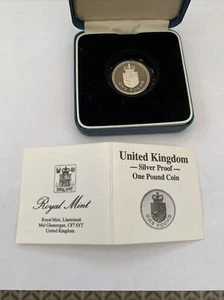 ONE POUND
Royal Mint
Royal Mint, Llantrisant
Mid Glamorgan, CF7 8YT
United Kingdom.
United Kingdom
— Silver Proof —
One Pound Coin
ONE POUND